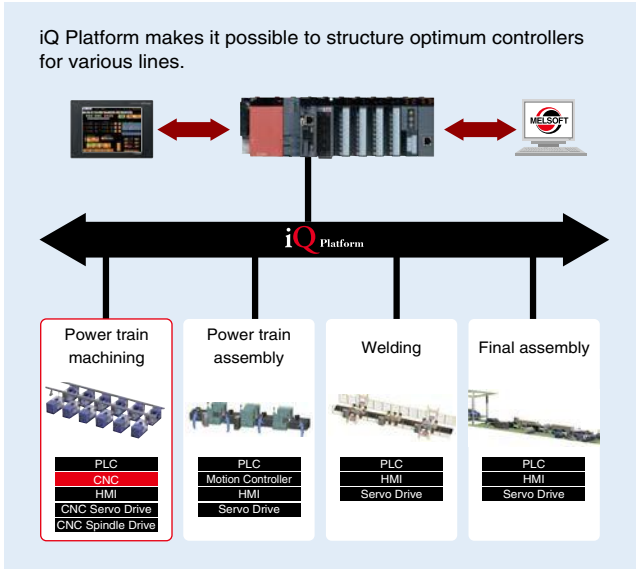 iQ Platform makes it possible to structure optimum controllers
for various lines.
MELSOFT
iQ Platform
Power train
machining
PLC
CNC
HMI
CNC Servo Drive
CNC Spindle Drive
Power train
assembly
PLC
Motion Controller
HMI
Servo Drive
Welding
PLC
HMI
Servo Drive
Final assembly
PLC
HMI
Servo Drive